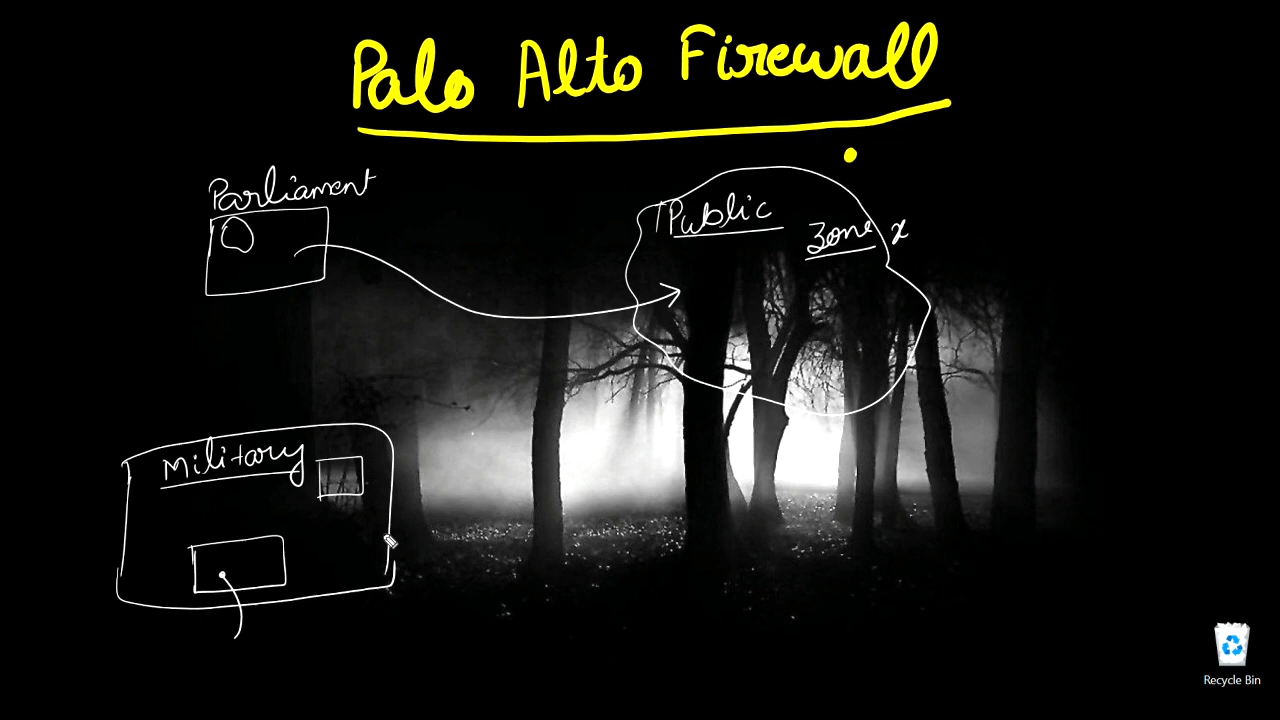 Palo Alto Firewall
Parliament
Public
Zone x
Military
Recycle Bin